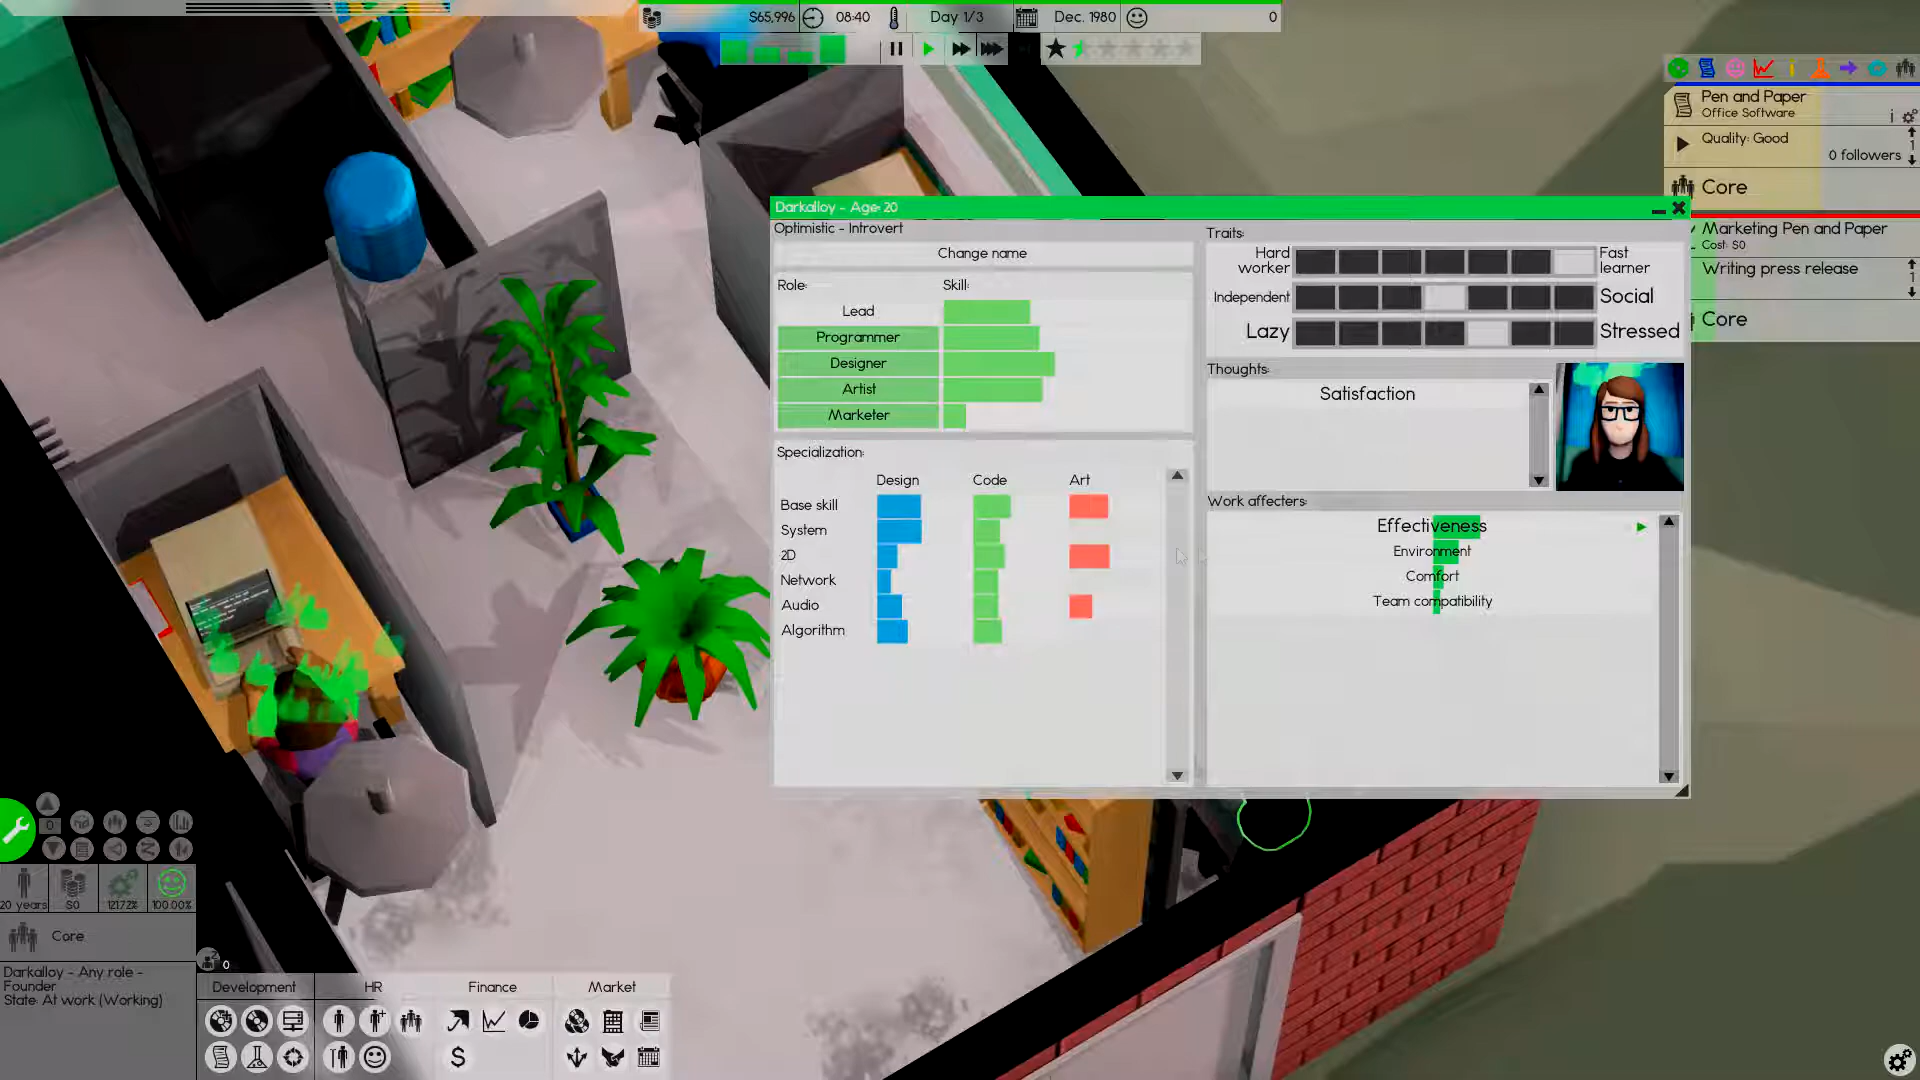 $65,996
08:40
Day 1/3
Dec. 1980
0
Pen and Paper
Office Software
i
Quality: Good
1
0 followers
Core
Marketing Pen and Paper
Cost: $0
Writing press release
1
Core
Darkalloy - Age: 20
Optimistic - Introvert
Change name
Role:
Skill:
Lead
Programmer
Designer
Artist
Marketer
Specialization:
Design
Code
Art
Base skill
System
2D
Network
Audio
Algorithm
Traits:
Hard worker
Fast learner
Independent
Social
Lazy
Stressed
Thoughts:
Satisfaction
Work affecters:
Effectiveness
Environment
Comfort
Team compatibility
0
20 years
$0
121.72%
100.00%
Core
Darkalloy - Any role -
Founder
State: At work (Working)
0
Development
HR
Finance
Market